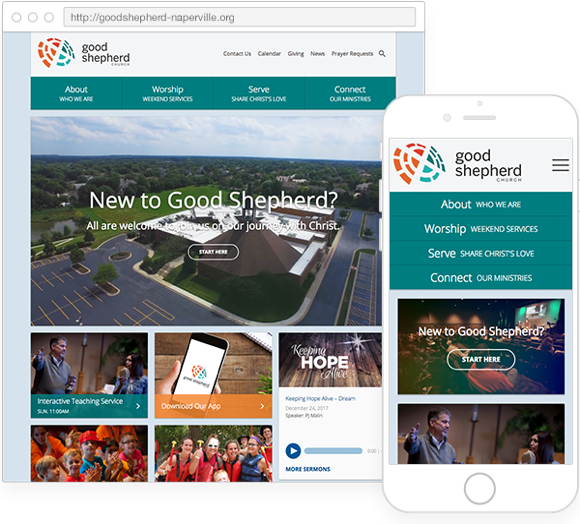 http://goodshepherd-naperville.org
good
shepherd
CHURCH
Contact Us Calendar Giving News Prayer Requests
About Worship Serve Connect
WHO WE ARE WEEKEND SERVICES SHARE CHRIST'S LOVE OUR MINISTRIES
New to Good Shepherd?
All are welcome to join us on our journey with Christ.
START HERE
Interactive Teaching Service
SUN. 11:00AM
good shepherd
Download Our App
Keeping
HOPE
Alive
Keeping Hope Alive – Dream
December 24, 2017
Speaker: PJ Malin
0:00
MORE SERMONS
good
shepherd
CHURCH
About WHO WE ARE
Worship WEEKEND SERVICES
Serve SHARE CHRIST'S LOVE
Connect OUR MINISTRIES
New to Good Shepherd?
START HERE